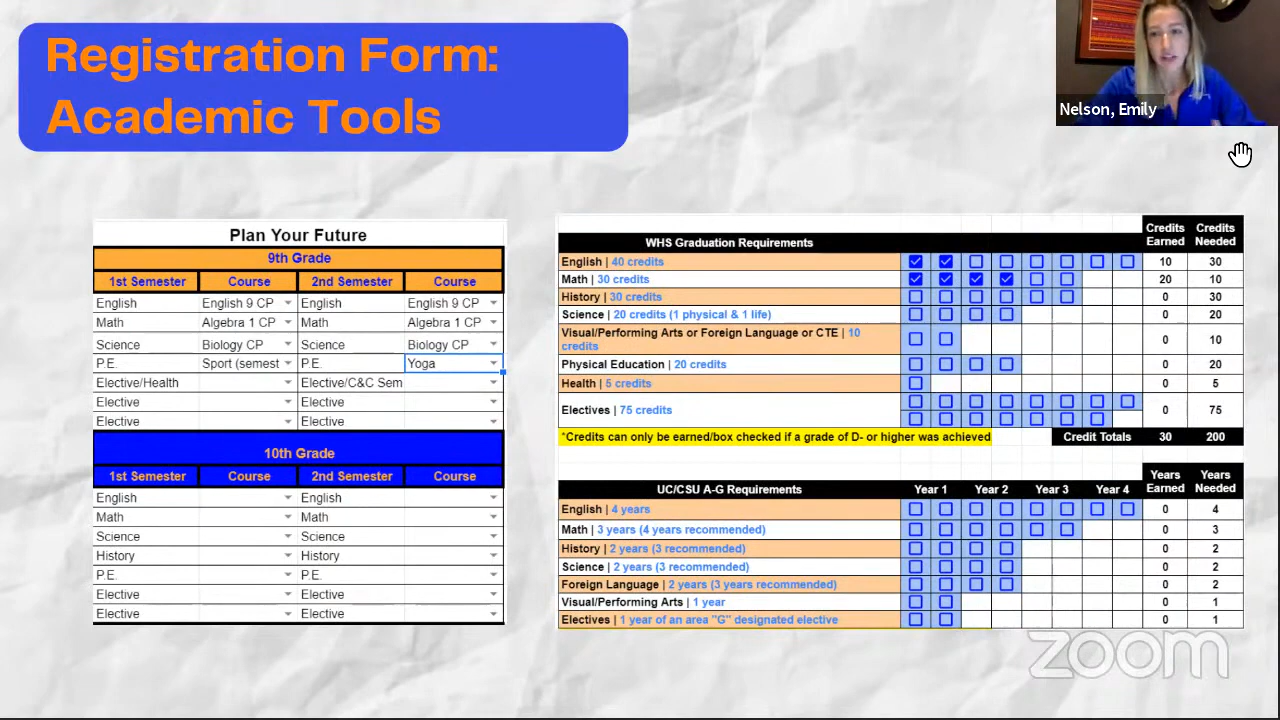 Registration Form:
Academic Tools
Nelson, Emily
Plan Your Future
9th Grade
1st Semester Course 2nd Semester Course
English English 9 CP English English 9 CP
Math Algebra 1 CP Math Algebra 1 CP
Science Biology CP Science Biology CP
P.E. Sport (semest P.E. Yoga
Elective/Health Elective/C&C Sem
Elective Elective
Elective Elective
10th Grade
1st Semester Course 2nd Semester Course
English English
Math Math
Science Science
History History
P.E. P.E.
Elective Elective
Elective Elective
WHS Graduation Requirements Credits Earned Credits Needed
English | 40 credits 10 30
Math | 30 credits 20 10
History | 30 credits 0 30
Science | 20 credits (1 physical & 1 life) 0 20
Visual/Performing Arts or Foreign Language or CTE | 10
credits 0 10
Physical Education | 20 credits 0 20
Health | 5 credits 0 5
Electives | 75 credits 0 75
*Credits can only be earned/box checked if a grade of D- or higher was achieved Credit Totals 30 200
UC/CSU A-G Requirements Year 1 Year 2 Year 3 Year 4 Years Earned Years Needed
English | 4 years 0 4
Math | 3 years (4 years recommended) 0 3
History | 2 years (3 recommended) 0 2
Science | 2 years (3 recommended) 0 2
Foreign Language | 2 years (3 years recommended) 0 2
Visual/Performing Arts | 1 year 0 1
Electives | 1 year of an area "G" designated elective 0 1
zoom